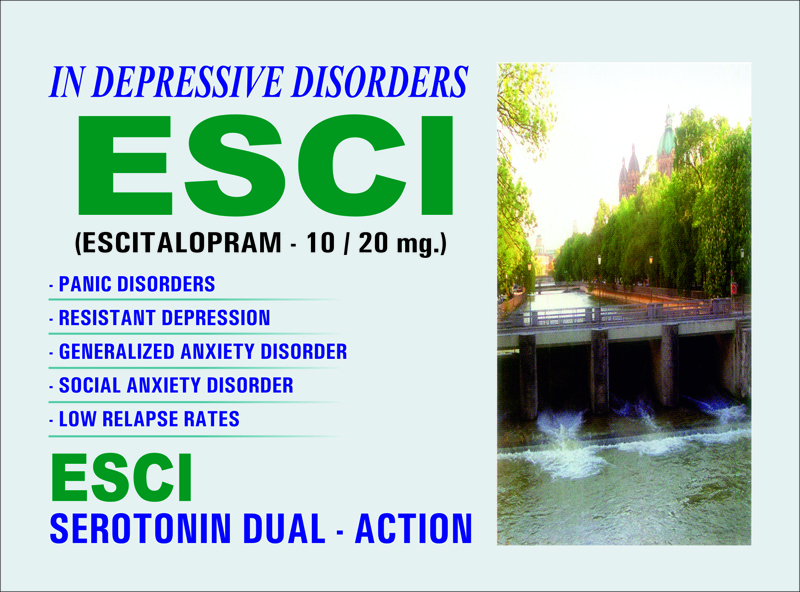 IN DEPRESSIVE DISORDERS
ESCI
(ESCITALOPRAM - 10 / 20 mg.)
- PANIC DISORDERS
- RESISTANT DEPRESSION
- GENERALIZED ANXIETY DISORDER
- SOCIAL ANXIETY DISORDER
- LOW RELAPSE RATES
ESCI
SEROTONIN DUAL - ACTION